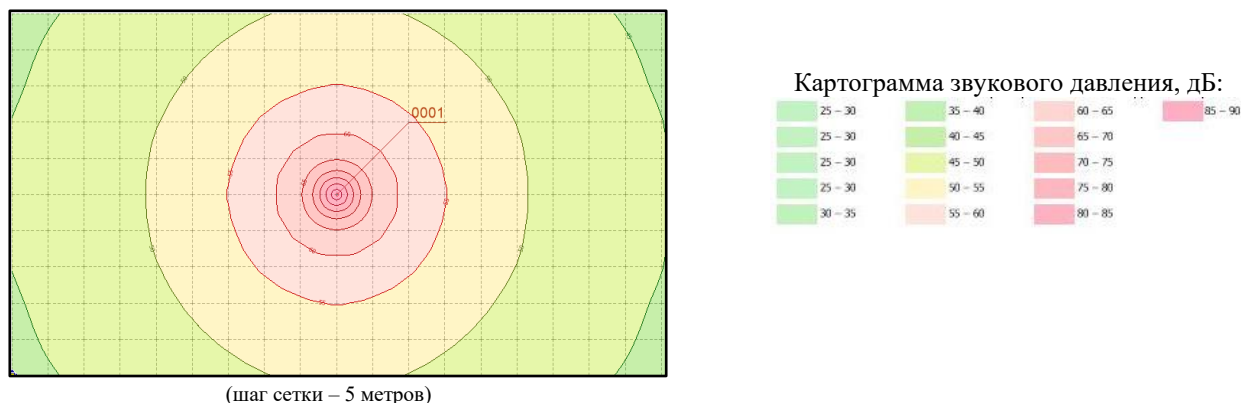 0001
(шаг сетки – 5 метров)
Картограмма звукового давления, дБ:
25 – 30
25 – 30
25 – 30
25 – 30
30 – 35
35 – 40
40 – 45
45 – 50
50 – 55
55 – 60
60 – 65
65 – 70
70 – 75
75 – 80
80 – 85
85 – 90